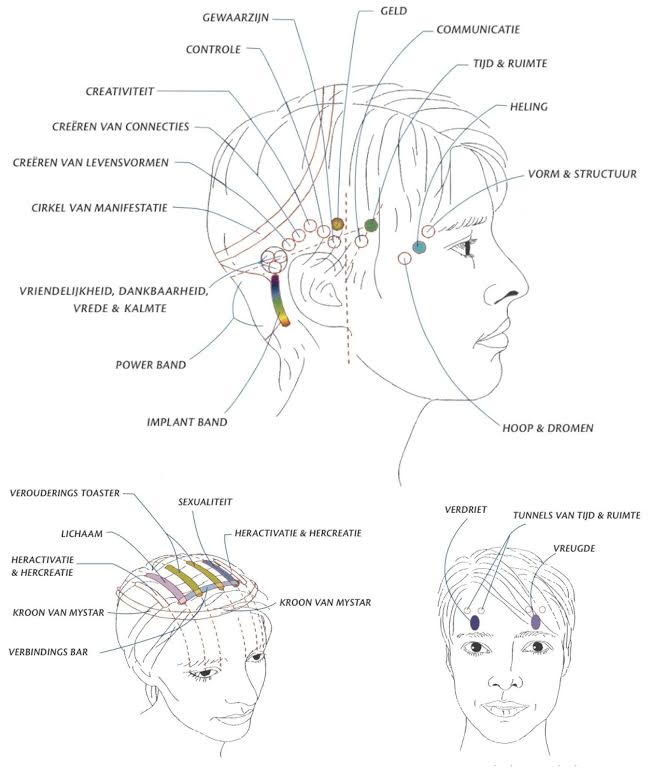 GEWAARZIJN
GELD
COMMUNICATIE
CONTROLE
TIJD & RUIMTE
CREATIVITEIT
HELING
CREËREN VAN CONNECTIES
CREËREN VAN LEVENSVORMEN
VORM & STRUCTUUR
CIRKEL VAN MANIFESTATIE
VRIENDELIJKHEID, DANKBAARHEID,
VREDE & KALMTE
POWER BAND
IMPLANT BAND
HOOP & DROMEN
VEROUDERINGS TOASTER
SEXUALITEIT
LICHAAM
HERACTIVATIE & HERCREATIE
HERACTIVATIE
& HERCREATIE
KROON VAN MYSTAR
KROON VAN MYSTAR
VERBINDINGS BAR
VERDRIET
TUNNELS VAN TIJD & RUIMTE
VREUGDE